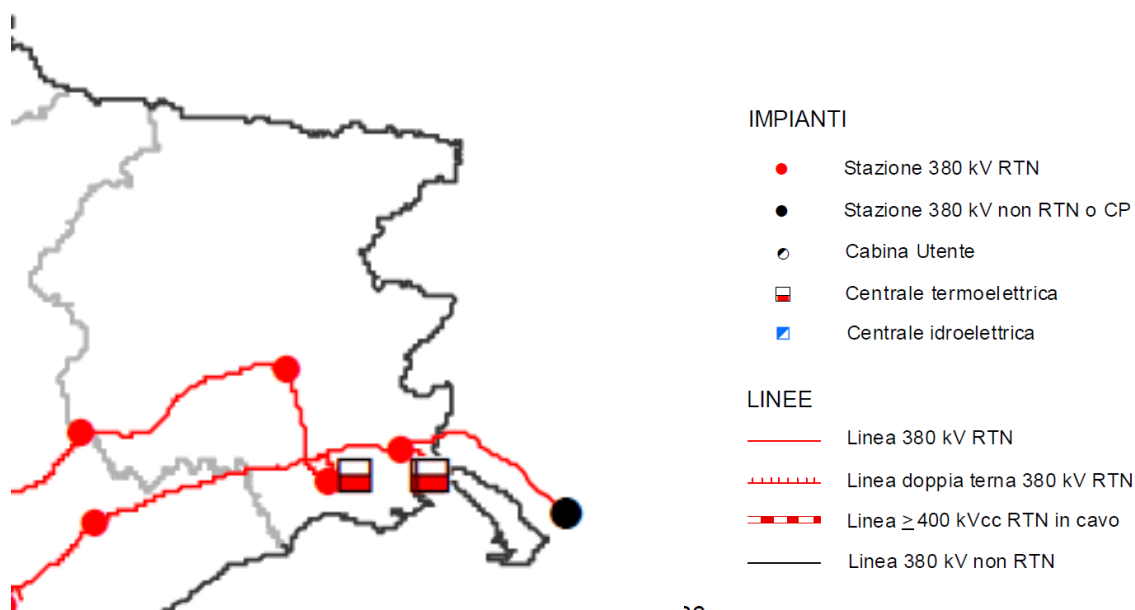 IMPIANTI
Stazione 380 kV RTN
Stazione 380 kV non RTN o CP
Cabina Utente
Centrale termoelettrica
Centrale idroelettrica
LINEE
Linea 380 kV RTN
Linea doppia terna 380 kV RTN
Linea ≥400 kVcc RTN in cavo
Linea 380 kV non RTN